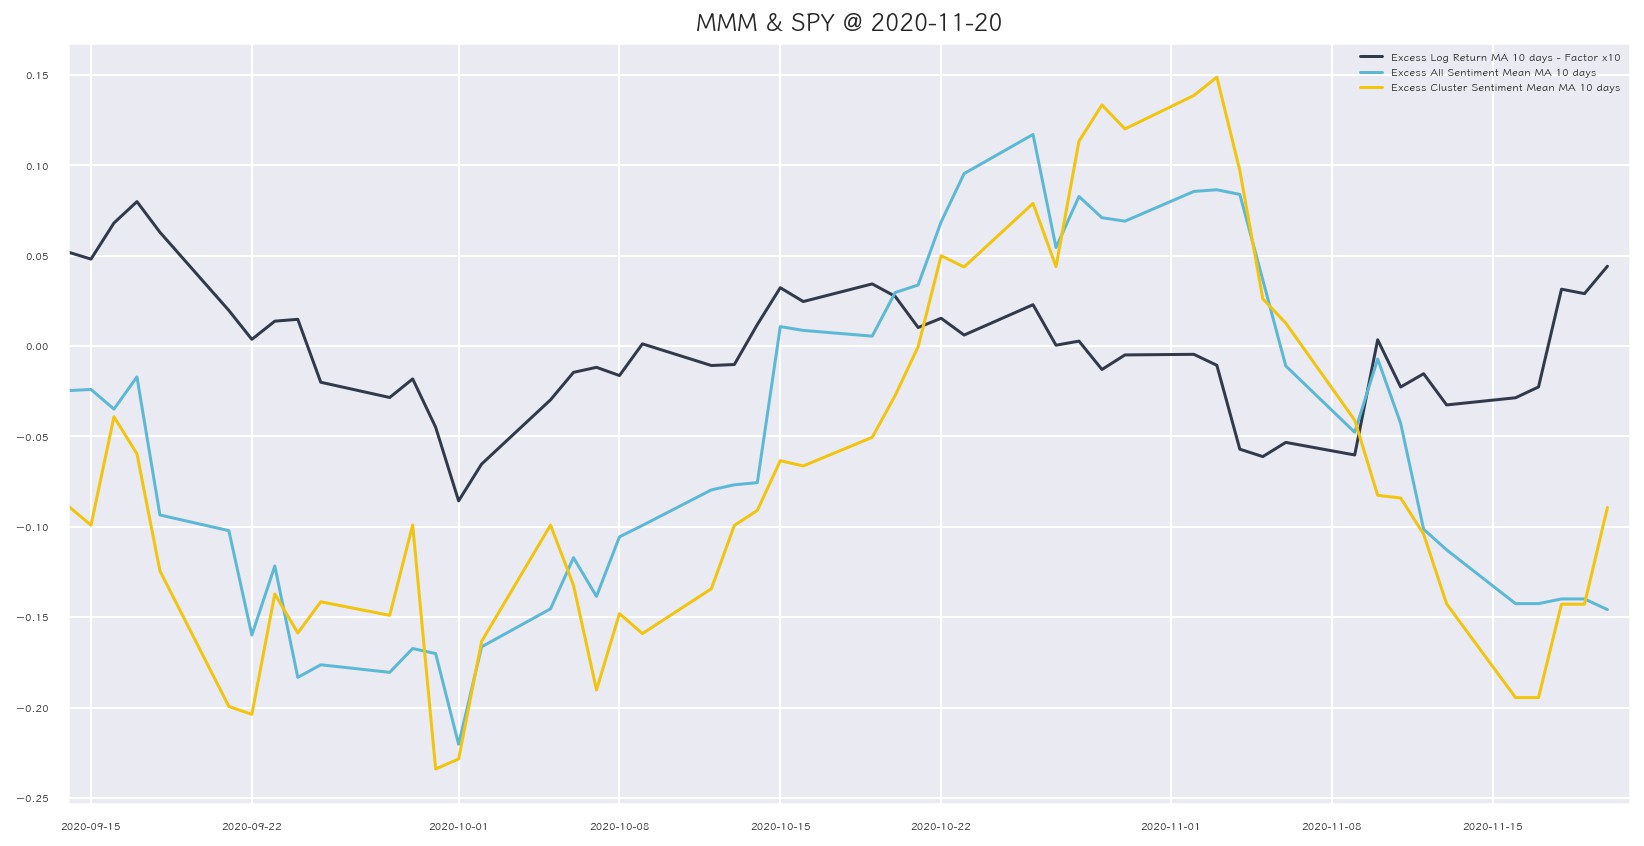 MMM & SPY @ 2020-11-20
Excess Log Return MA 10 days - Factor x10
Excess All Sentiment Mean MA 10 days
Excess Cluster Sentiment Mean MA 10 days
0.15
0.10
0.05
0.00
−0.05
−0.10
−0.15
−0.20
−0.25
2020-09-15 2020-09-22 2020-10-01 2020-10-08 2020-10-15 2020-10-22 2020-11-01 2020-11-08 2020-11-15